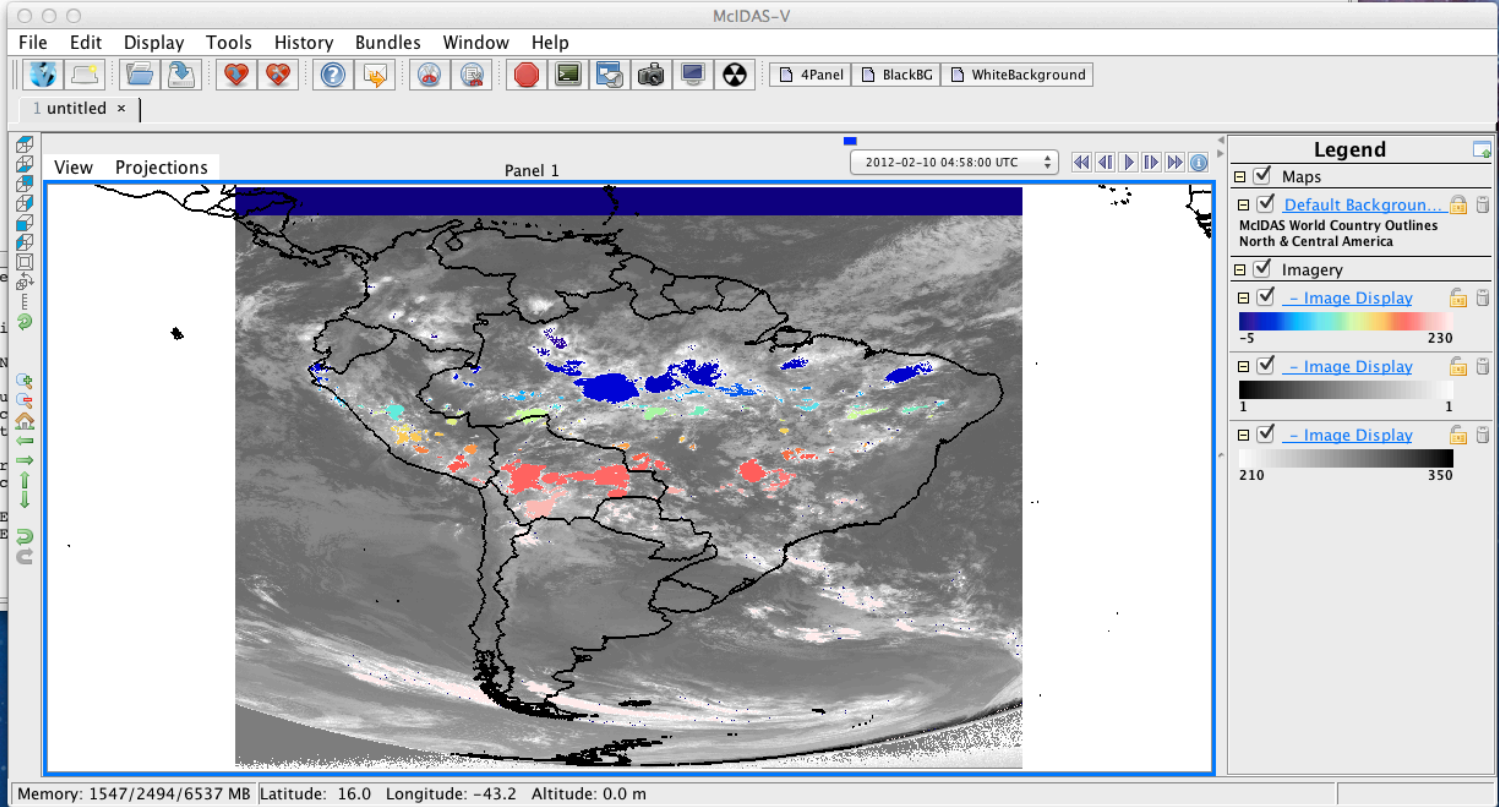 McIDAS-V
File Edit Display Tools History Bundles Window Help
4Panel BlackBG WhiteBackground
1 untitled ×
View Projections
Panel 1
2012-02-10 04:58:00 UTC
Legend
Maps
Default Backgroun...
McIDAS World Country Outlines
North & Central America
Imagery
– Image Display
-5 230
– Image Display
1 1
– Image Display
210 350
Memory: 1547/2494/6537 MB Latitude: 16.0 Longitude: -43.2 Altitude: 0.0 m